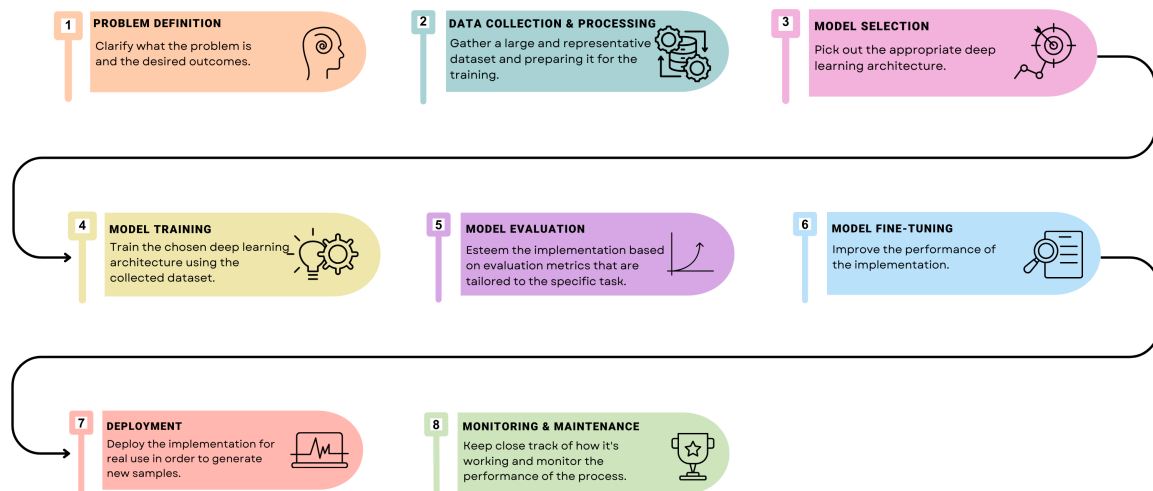 1
PROBLEM DEFINITION
Clarify what the problem is
and the desired outcomes.
2
DATA COLLECTION & PROCESSING
Gather a large and representative
dataset and preparing it for the
training.
3
MODEL SELECTION
Pick out the appropriate deep
learning architecture.
4
MODEL TRAINING
Train the chosen deep learning
architecture using the
collected dataset.
5
MODEL EVALUATION
Esteem the implementation based
on evaluation metrics that are
tailored to the specific task.
6
MODEL FINE-TUNING
Improve the performance of
the implementation.
7
DEPLOYMENT
Deploy the implementation for
real use in order to generate
new samples.
8
MONITORING & MAINTENANCE
Keep close track of how it's
working and monitor the
performance of the process.